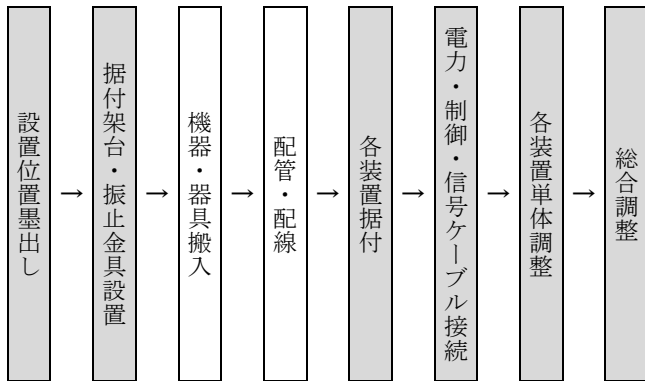 設置位置墨出し
→
据付架台・振止金具設置
→
機器・器具搬入
→
配管・配線
→
各装置据付
→
電力・制御・信号ケーブル接続
→
各装置単体調整
→
総合調整